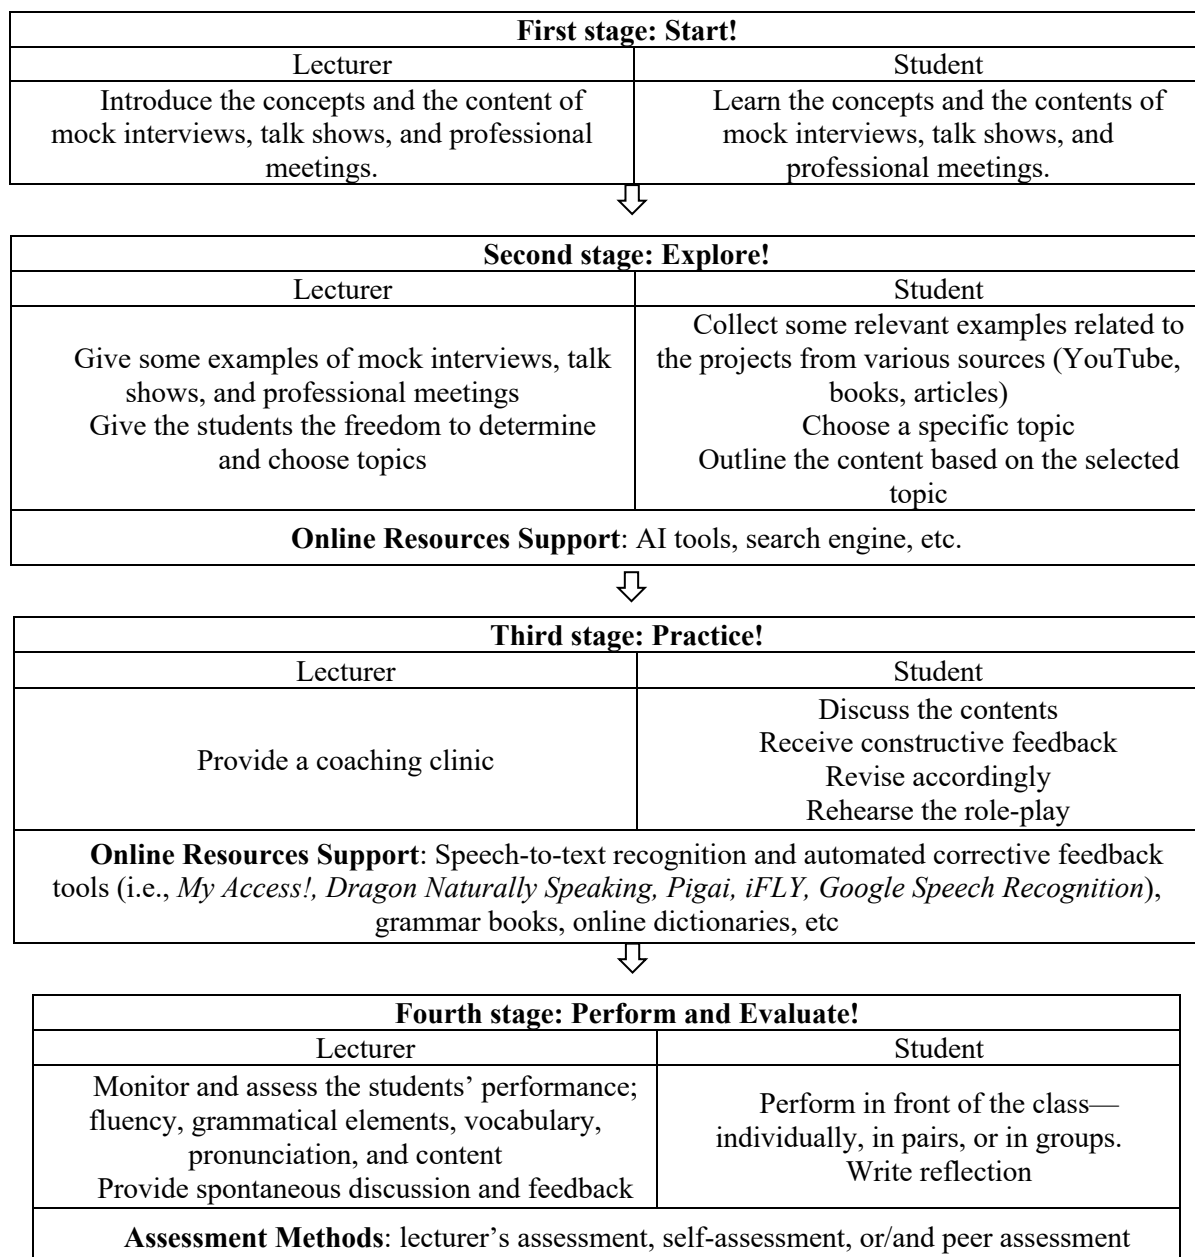 First stage: Start!
Lecturer
Student
Introduce the concepts and the content of
mock interviews, talk shows, and professional
meetings.
Learn the concepts and the contents of
mock interviews, talk shows, and
professional meetings.
Second stage: Explore!
Lecturer
Student
Give some examples of mock interviews, talk
shows, and professional meetings
Give the students the freedom to determine
and choose topics
Collect some relevant examples related to
the projects from various sources (YouTube,
books, articles)
Choose a specific topic
Outline the content based on the selected
topic
Online Resources Support: AI tools, search engine, etc.
Third stage: Practice!
Lecturer
Student
Provide a coaching clinic
Discuss the contents
Receive constructive feedback
Revise accordingly
Rehearse the role-play
Online Resources Support: Speech-to-text recognition and automated corrective feedback
tools (i.e., My Access!, Dragon Naturally Speaking, Pigai, iFLY, Google Speech Recognition),
grammar books, online dictionaries, etc
Fourth stage: Perform and Evaluate!
Lecturer
Student
Monitor and assess the students’ performance;
fluency, grammatical elements, vocabulary,
pronunciation, and content
Provide spontaneous discussion and feedback
Perform in front of the class—
individually, in pairs, or in groups.
Write reflection
Assessment Methods: lecturer’s assessment, self-assessment, or/and peer assessment